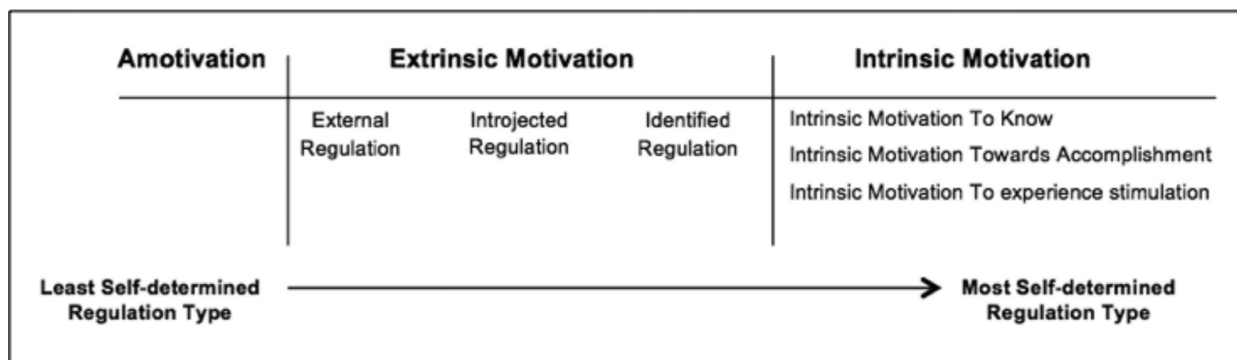 Amotivation
Extrinsic Motivation
Intrinsic Motivation
External
Regulation
Introjected
Regulation
Identified
Regulation
Intrinsic Motivation To Know
Intrinsic Motivation Towards Accomplishment
Intrinsic Motivation To experience stimulation
Least Self-determined
Regulation Type
Most Self-determined
Regulation Type